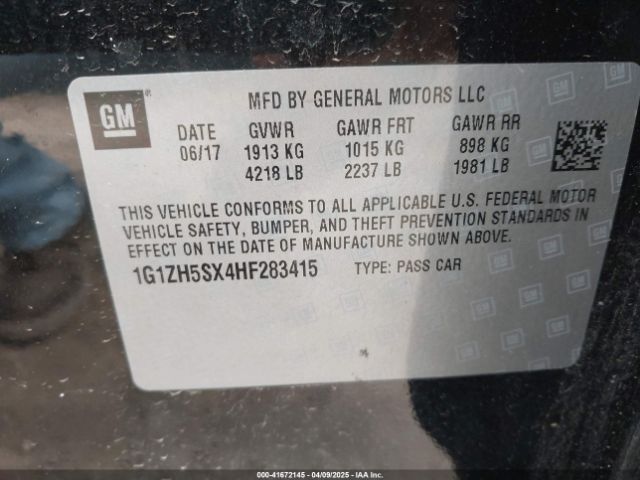 GM®
MFD BY GENERAL MOTORS LLC
DATE GVWR GAWR FRT GAWR RR
06/17 1913 KG 1015 KG 898 KG
4218 LB 2237 LB 1981 LB
THIS VEHICLE CONFORMS TO ALL APPLICABLE U.S. FEDERAL MOTOR
VEHICLE SAFETY, BUMPER, AND THEFT PREVENTION STANDARDS IN
EFFECT ON THE DATE OF MANUFACTURE SHOWN ABOVE.
1G1ZH5SX4HF283415 TYPE: PASS CAR
00-41672145 - 04/09/2025 - IAAI.com